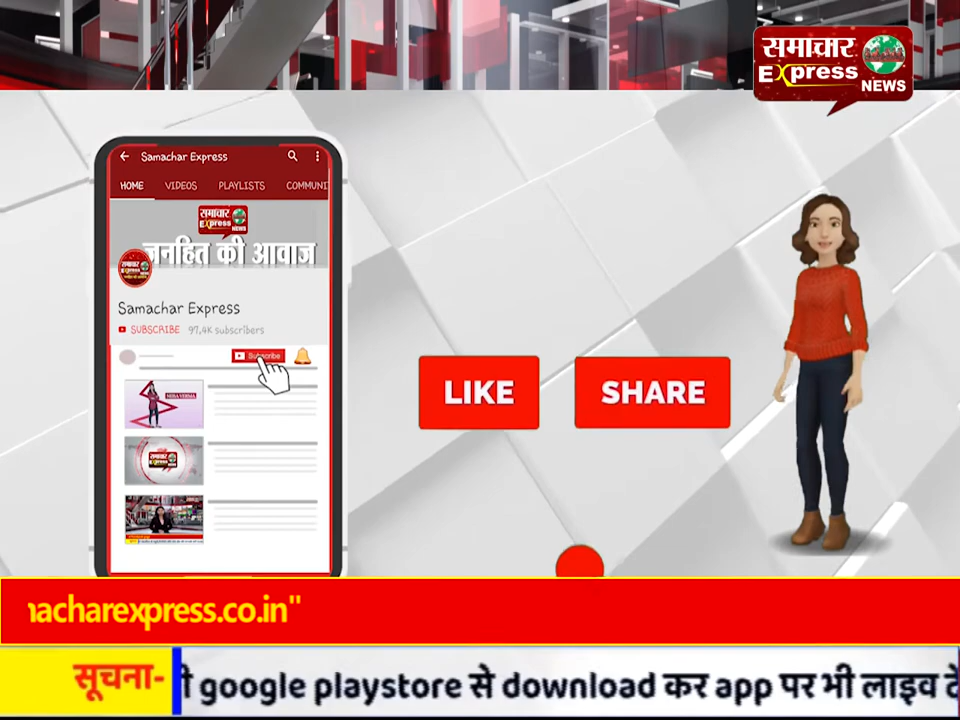 समाचार
Express
NEWS
Samachar Express
HOME VIDEOS PLAYLISTS COMMUNI
समाचार
Express
NEWS
जनहित की आवाज
Samachar Express
SUBSCRIBE 97.4K subscribers
Subscribe
LIKE
SHARE
acharexpress.co.in"
सूचना-
ी google playstore से download कर app पर भी लाइव